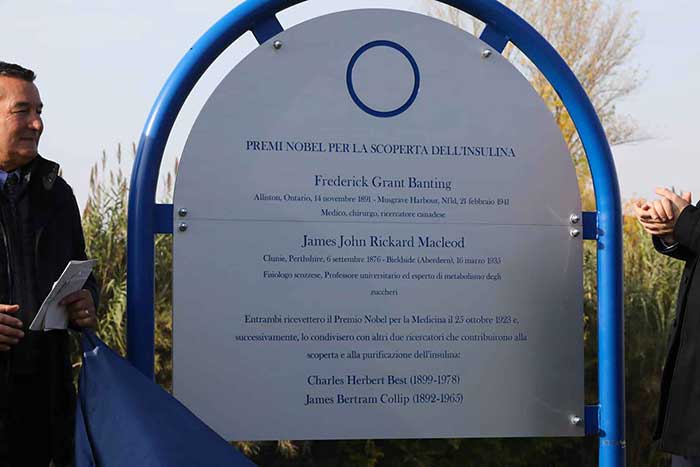 PREMI NOBEL PER LA SCOPERTA DELL'INSULINA
Frederick Grant Banting
Alliston, Ontario, 14 novembre 1891 - Musgrave Harbour, Nfld, 21 febbraio 1941
Medico, chirurgo, ricercatore canadese
James John Rickard Macleod
Clunie, Perthshire, 6 settembre 1876 - Bieldside (Aberdeen), 16 marzo 1935
Fisiologo scozzese, Professore universitario ed esperto di metabolismo degli
zuccheri
Entrambi ricevettero il Premio Nobel per la Medicina il 25 ottobre 1923 e,
successivamente, lo condivisero con altri due ricercatori che contribuirono alla
scoperta e alla purificazione dell'insulina:
Charles Herbert Best (1899-1978)
James Bertram Collip (1892-1965)